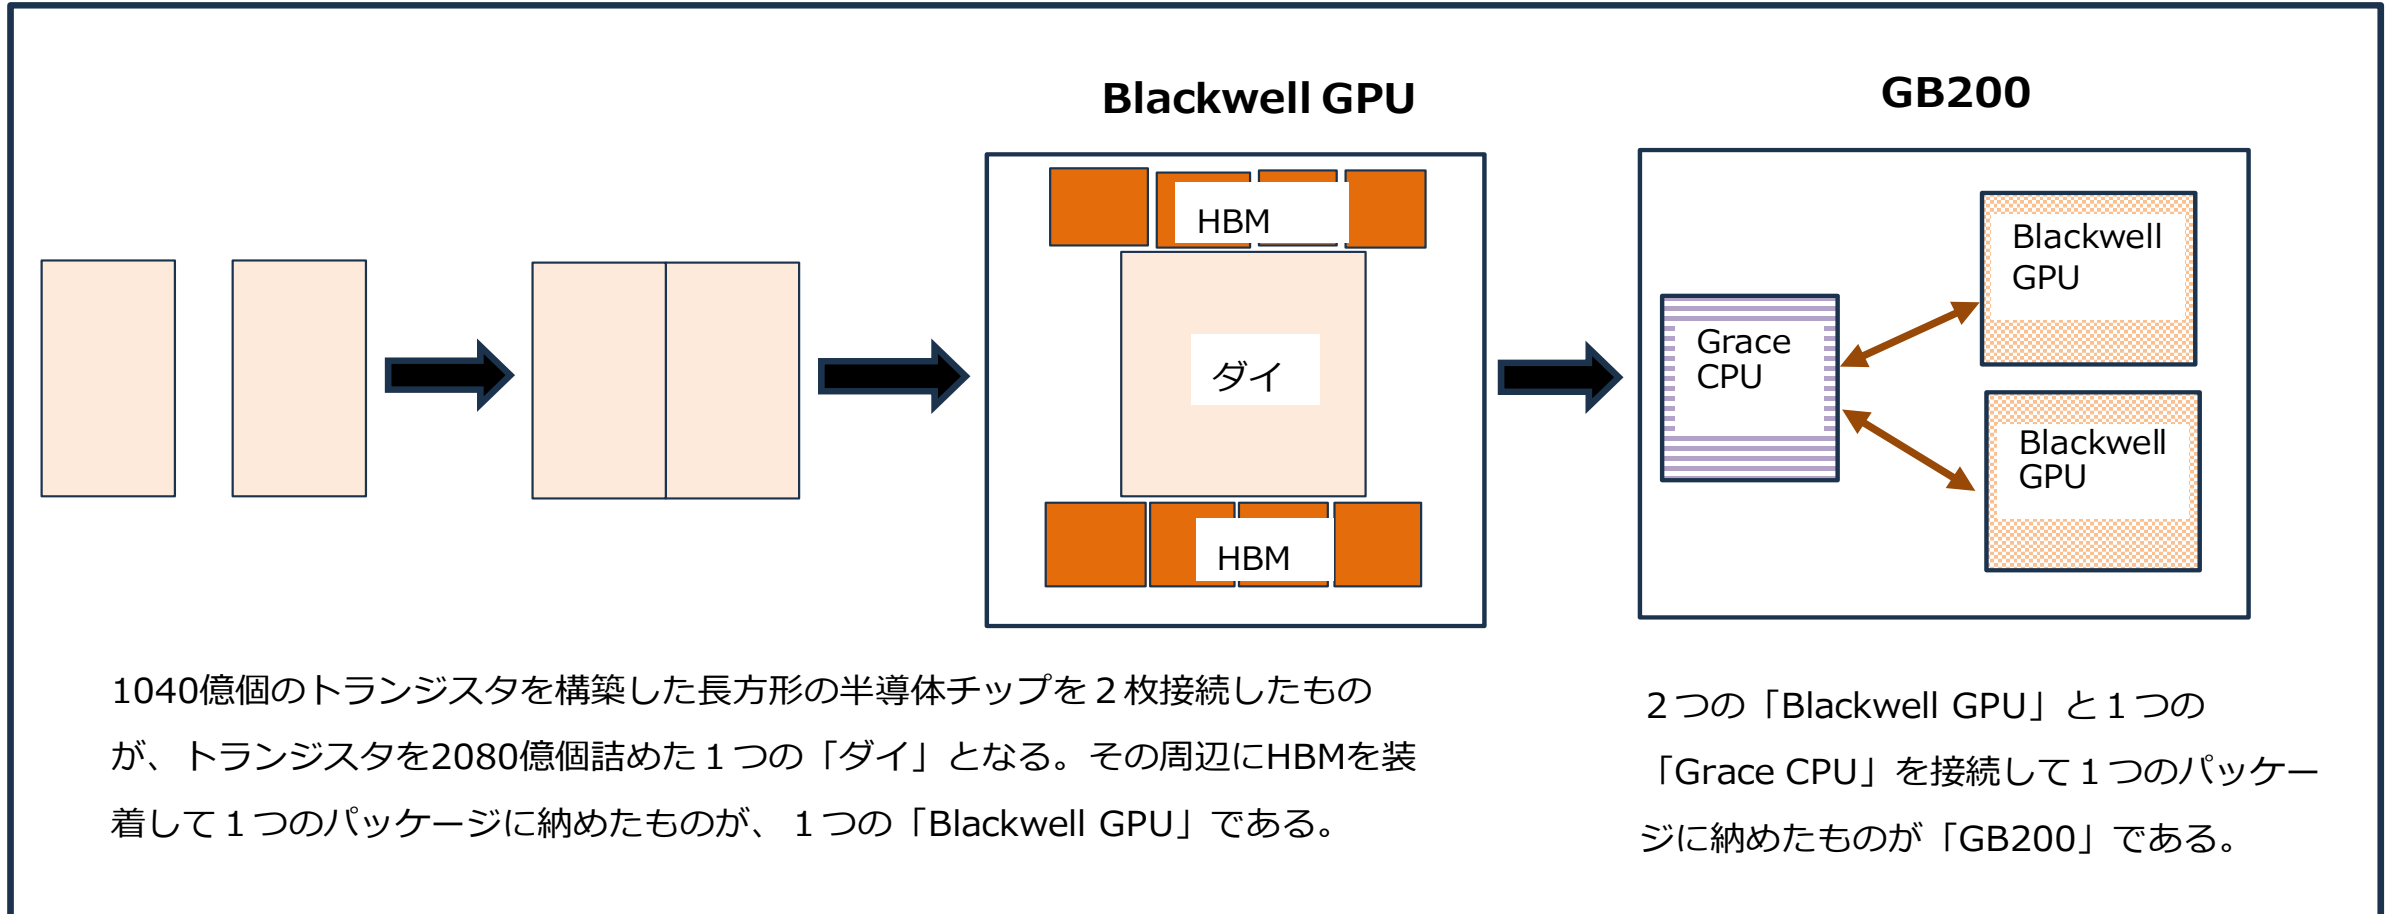 Blackwell GPU
GB200
HBM
ダイ
HBM
Grace
CPU
Blackwell
GPU
Blackwell
GPU
1040億個のトランジスタを構築した長方形の半導体チップを２枚接続したもの
が、トランジスタを2080億個詰めた１つの「ダイ」となる。その周辺にHBMを装
着して１つのパッケージに納めたものが、１つの「Blackwell GPU」である。
２つの「Blackwell GPU」と１つの
「Grace CPU」を接続して１つのパッケー
ジに納めたものが「GB200」である。